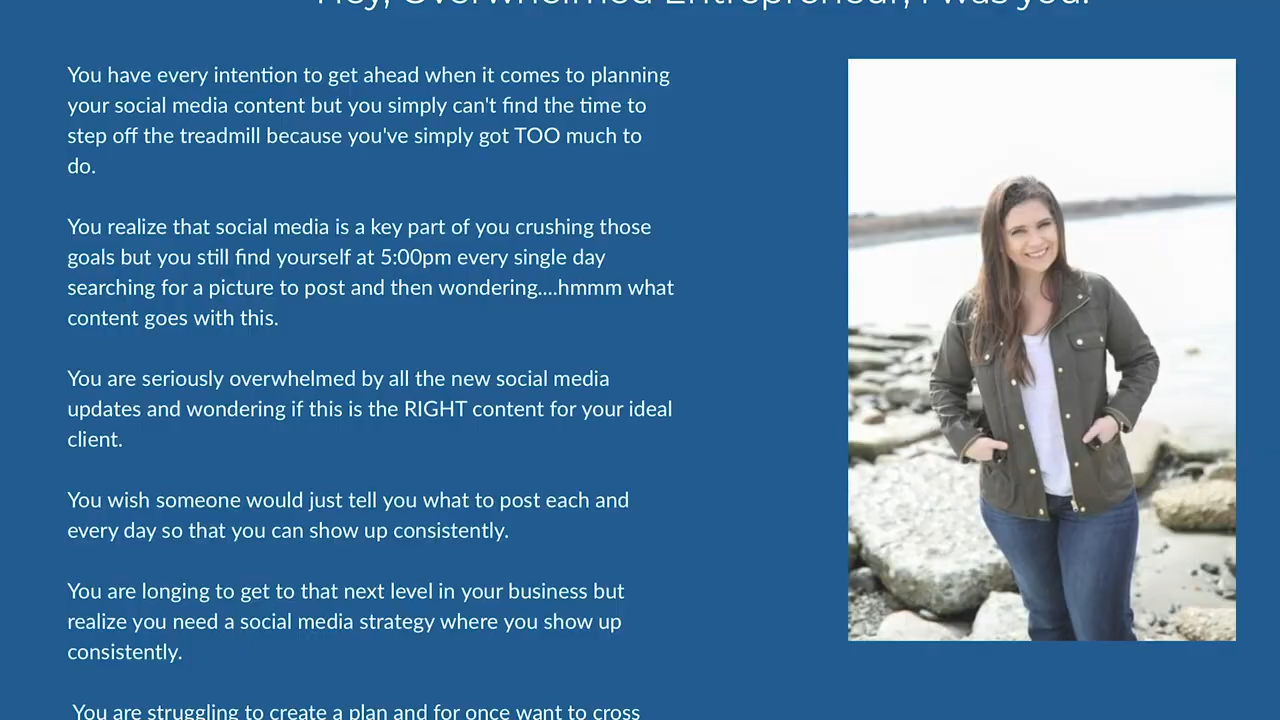 Hey, Overwhelmed Entrepreneur, I was you.
You have every intention to get ahead when it comes to planning
your social media content but you simply can't find the time to
step off the treadmill because you've simply got TOO much to
do.
You realize that social media is a key part of you crushing those
goals but you still find yourself at 5:00pm every single day
searching for a picture to post and then wondering....hmmm what
content goes with this.
You are seriously overwhelmed by all the new social media
updates and wondering if this is the RIGHT content for your ideal
client.
You wish someone would just tell you what to post each and
every day so that you can show up consistently.
You are longing to get to that next level in your business but
realize you need a social media strategy where you show up
consistently.
You are struggling to create a plan and for once want to cross